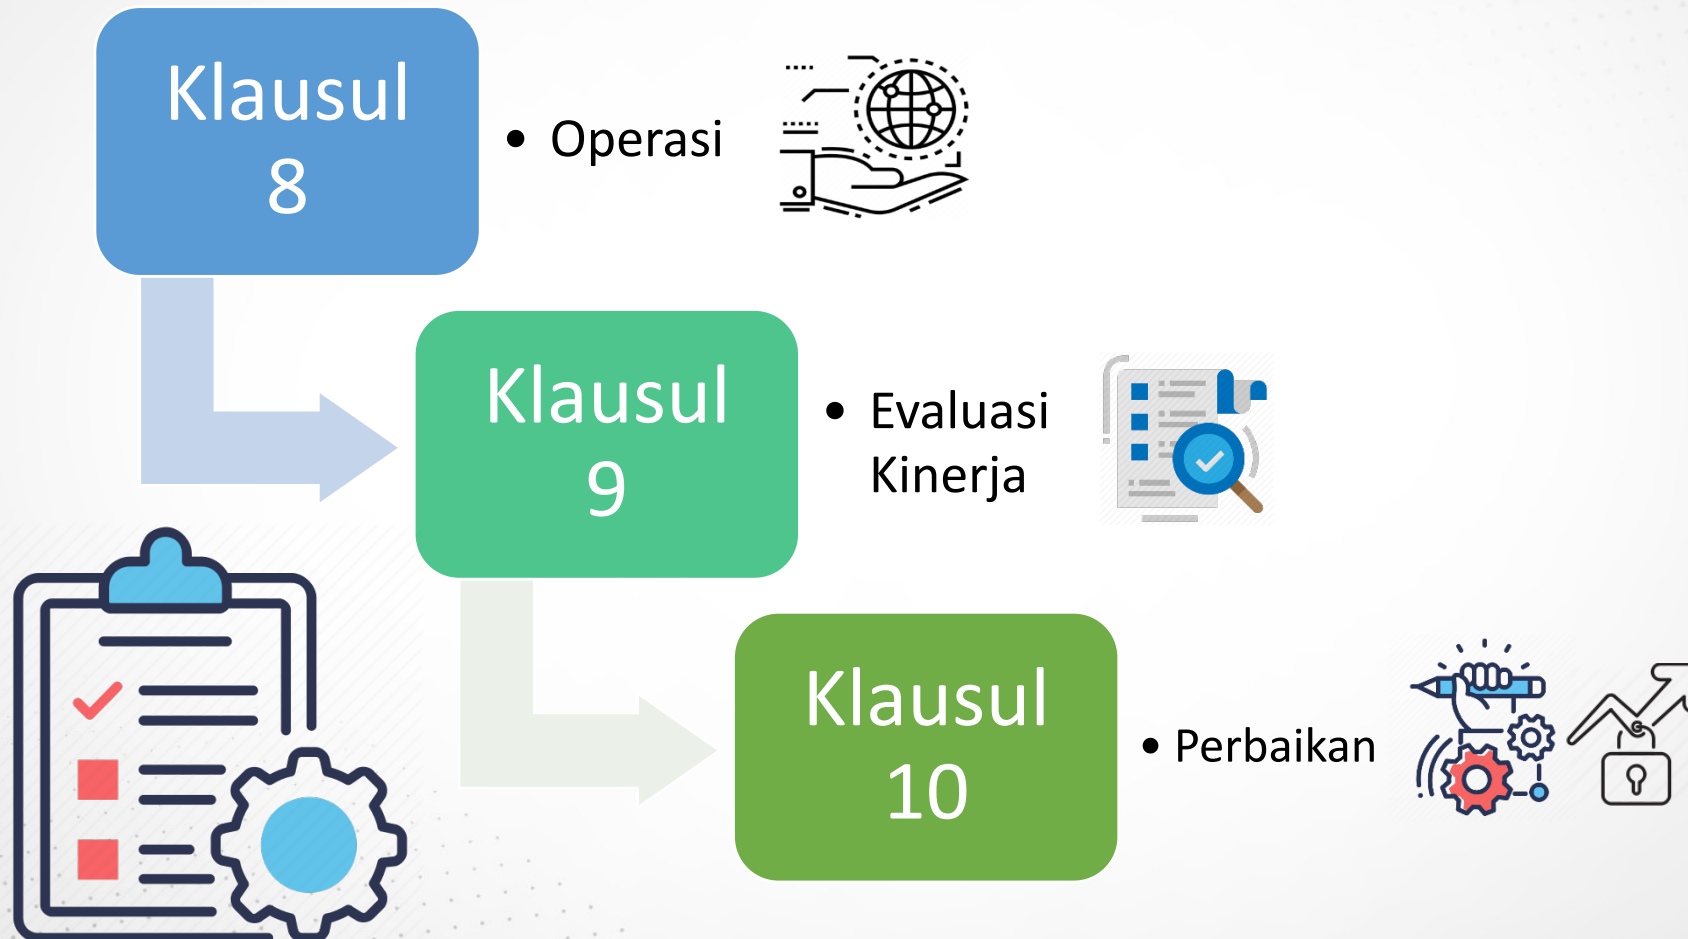 Klausul
8
• Operasi
Klausul
9
• Evaluasi
Kinerja
Klausul
10
• Perbaikan